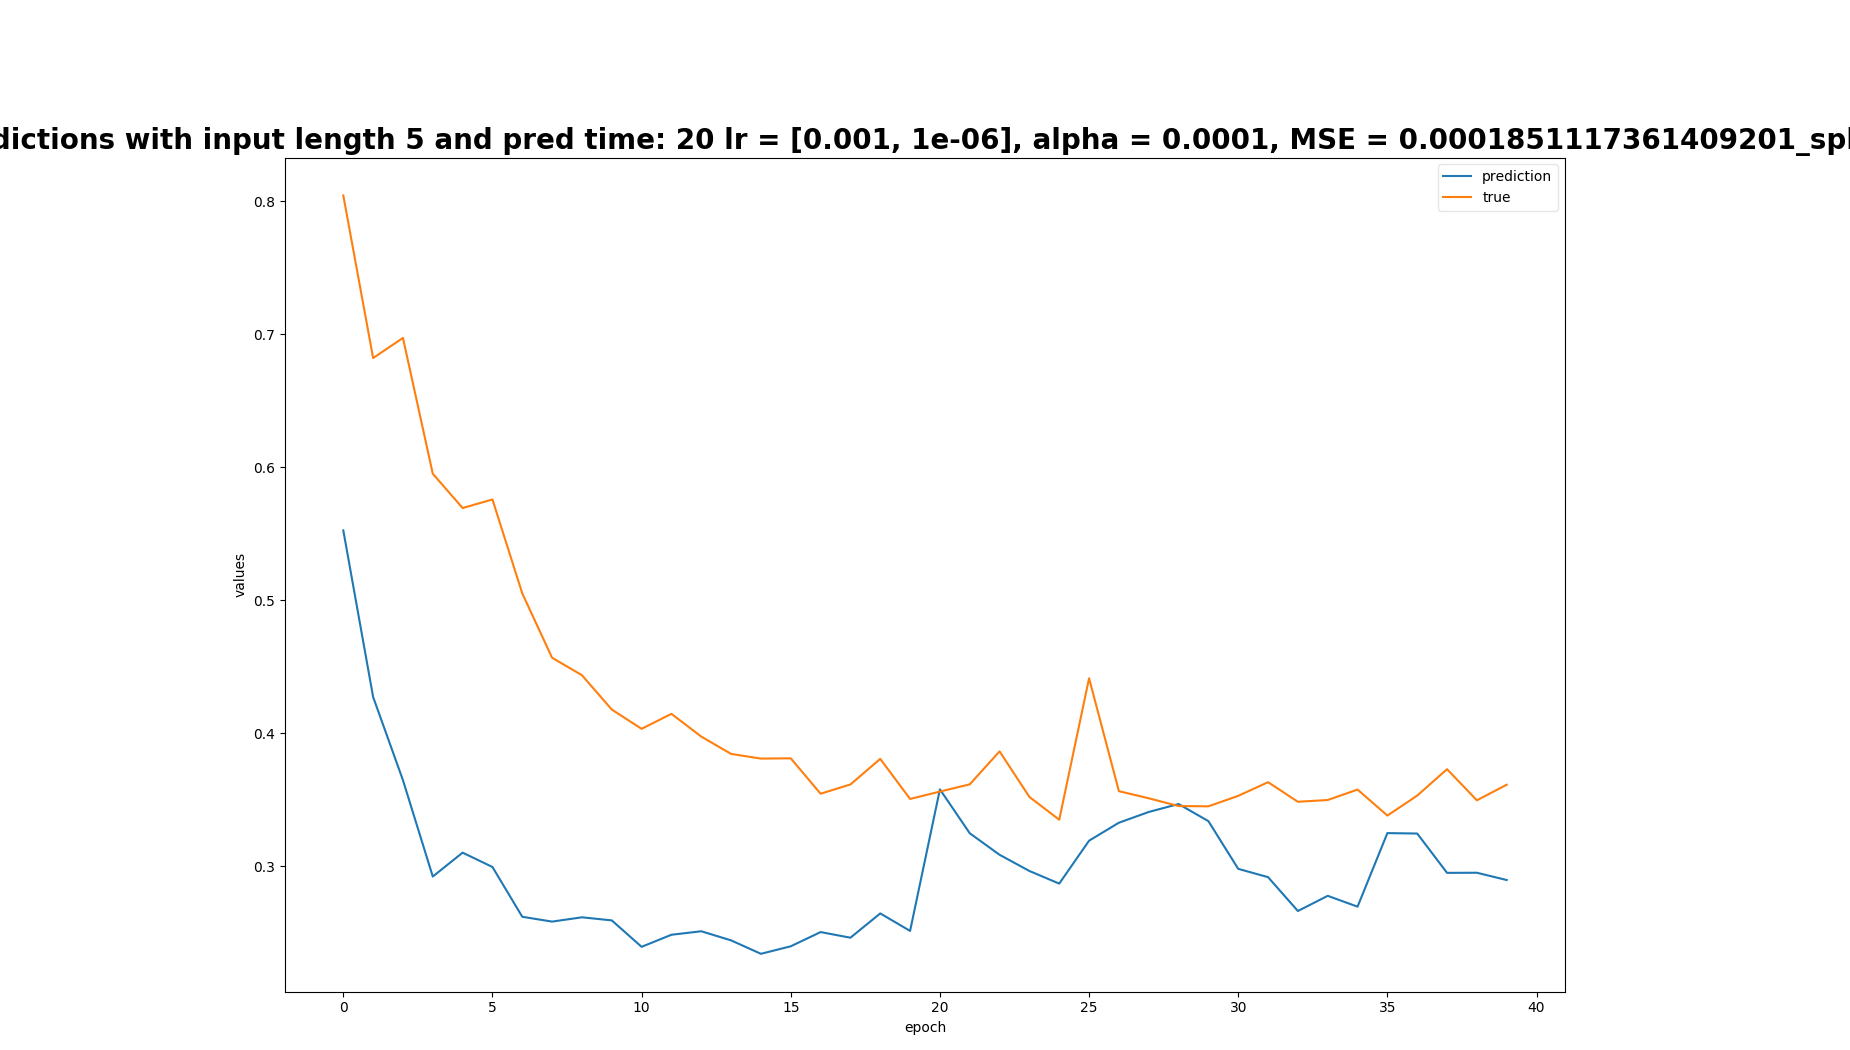 with input length 5 and pred time: 20 lr = [0.001, 1e-06], alpha = 0.0001, MSE = 0.0001851117361409201_spl
prediction
true
0.8
0.7
0.6
0.5
0.4
0.3
values
0 5 10 15 20 25 30 35 40
epoch